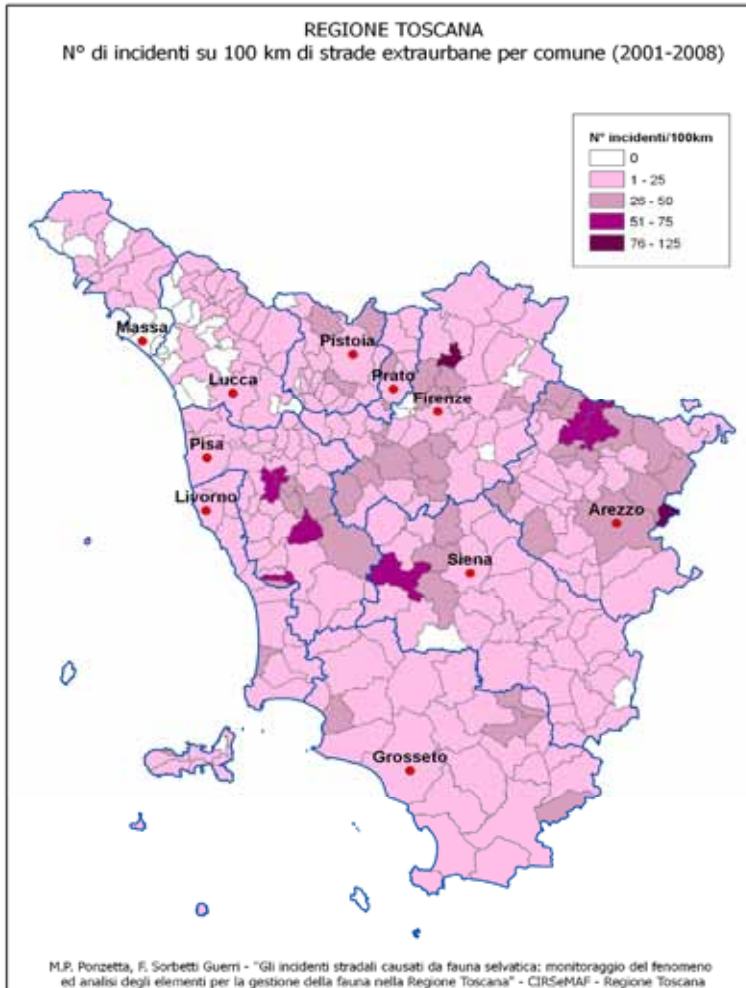 REGIONE TOSCANA
N° di incidenti su 100 km di strade extraurbane per comune (2001-2008)
N° incidenti/100km
0
1 - 25
26 - 50
51 - 75
76 - 125
Massa
Pistoia
Prato
Lucca
Firenze
Pisa
Livorno
Arezzo
Siena
Grosseto
M.P. Ponzetta, F. Sorbetti Guerri - "Gli incidenti stradali causati da fauna selvatica: monitoraggio del fenomeno
ed analisi degli elementi per la gestione della fauna nella Regione Toscana" - CIRSeMAF - Regione Toscana